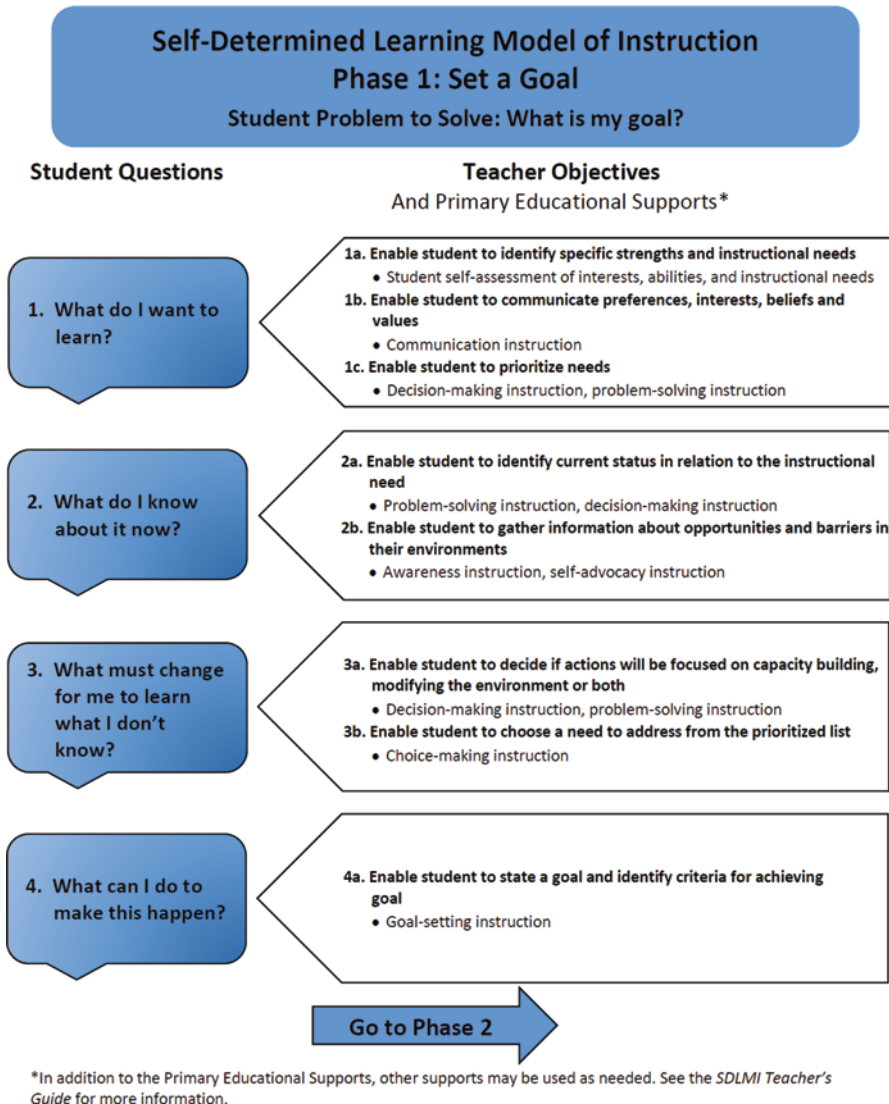 Self-Determined Learning Model of Instruction
Phase 1: Set a Goal
Student Problem to Solve: What is my goal?
Student Questions
Teacher Objectives
And Primary Educational Supports*
1. What do I want to
learn?
1a. Enable student to identify specific strengths and instructional needs
• Student self-assessment of interests, abilities, and instructional needs
1b. Enable student to communicate preferences, interests, beliefs and
values
• Communication instruction
1c. Enable student to prioritize needs
• Decision-making instruction, problem-solving instruction
2. What do I know
about it now?
2a. Enable student to identify current status in relation to the instructional
need
• Problem-solving instruction, decision-making instruction
2b. Enable student to gather information about opportunities and barriers in
their environments
• Awareness instruction, self-advocacy instruction
3. What must change
for me to learn
what I don't
know?
3a. Enable student to decide if actions will be focused on capacity building,
modifying the environment or both
• Decision-making instruction, problem-solving instruction
3b. Enable student to choose a need to address from the prioritized list
• Choice-making instruction
4. What can I do to
make this happen?
4a. Enable student to state a goal and identify criteria for achieving
goal
• Goal-setting instruction
Go to Phase 2
*In addition to the Primary Educational Supports, other supports may be used as needed. See the SDLMI Teacher's
Guide for more information.